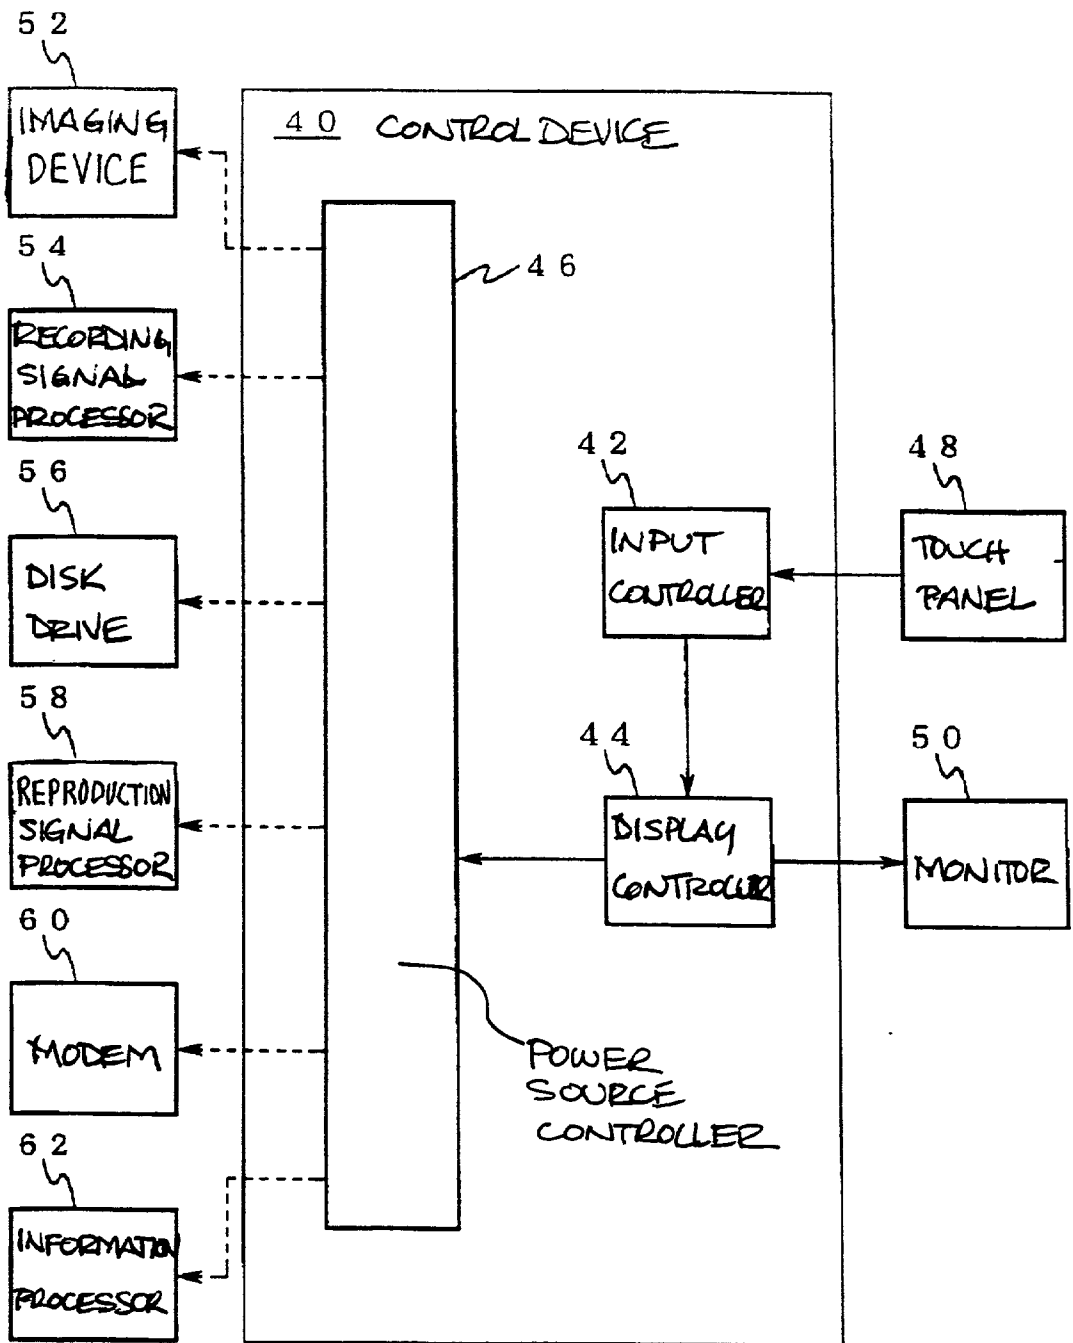 52
IMAGING
DEVICE
40 CONTROL DEVICE
54
RECORDING
SIGNAL
PROCESSOR
46
56
DISK
DRIVE
42
INPUT
CONTROLLER
48
TOUCH
PANEL
58
REPRODUCTION
SIGNAL
PROCESSOR
44
DISPLAY
CONTROLLER
50
MONITOR
60
MODEM
POWER
SOURCE
CONTROLLER
62
INFORMATION
PROCESSOR